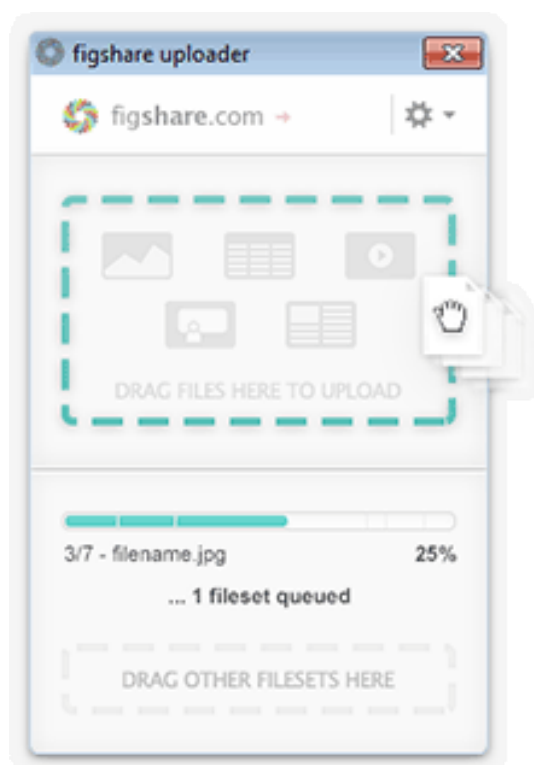 figshare uploader
figshare.com
DRAG FILES HERE TO UPLOAD
3/7 - filename.jpg 25%
... 1 fileset queued
DRAG OTHER FILESETS HERE